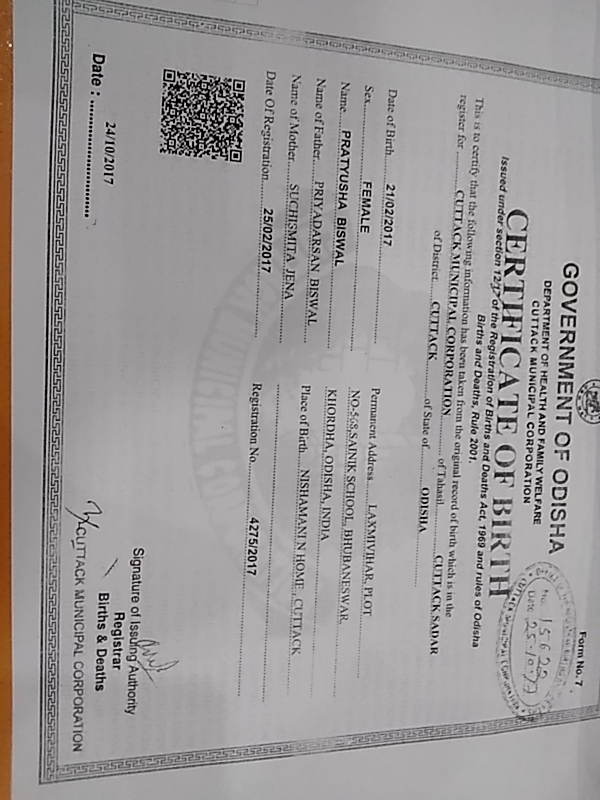 Form No. 7
No. 15620
Date 25.10.17
GOVERNMENT OF ODISHA
DEPARTMENT OF HEALTH AND FAMILY WELFARE
CUTTACK MUNICIPAL CORPORATION
CERTIFICATE OF BIRTH
Issued under section 12/17 of the Registration of Births and Deaths Act, 1969 and rules of Odisha
Births and Deaths, Rule 2001.
This is to certify that the following information has been taken from the original record of birth which is in the
register for CUTTACK MUNICIPAL CORPORATION of Tahasil CUTTACK SADAR
of District CUTTACK of State of ODISHA
Date of Birth 21/02/2017
Sex FEMALE
Name PRATYUSHA BISWAL
Name of Father PRIYADARSAN BISWAL
Name of Mother SUCHISMITA JENA
Date Of Registration 25/02/2017
Permanent Address LAXMIVIHAR, PLOT
NO-568,SAINIK SCHOOL, BHUBANESWAR,
KHORDHA, ODISHA, INDIA
Place of Birth NISHAMANI N HOME , CUTTACK
Registration No 4275/2017
24/10/2017
Date :
Signature of Issuing Authority
Registrar
Births & Deaths
CUTTACK MUNICIPAL CORPORATION